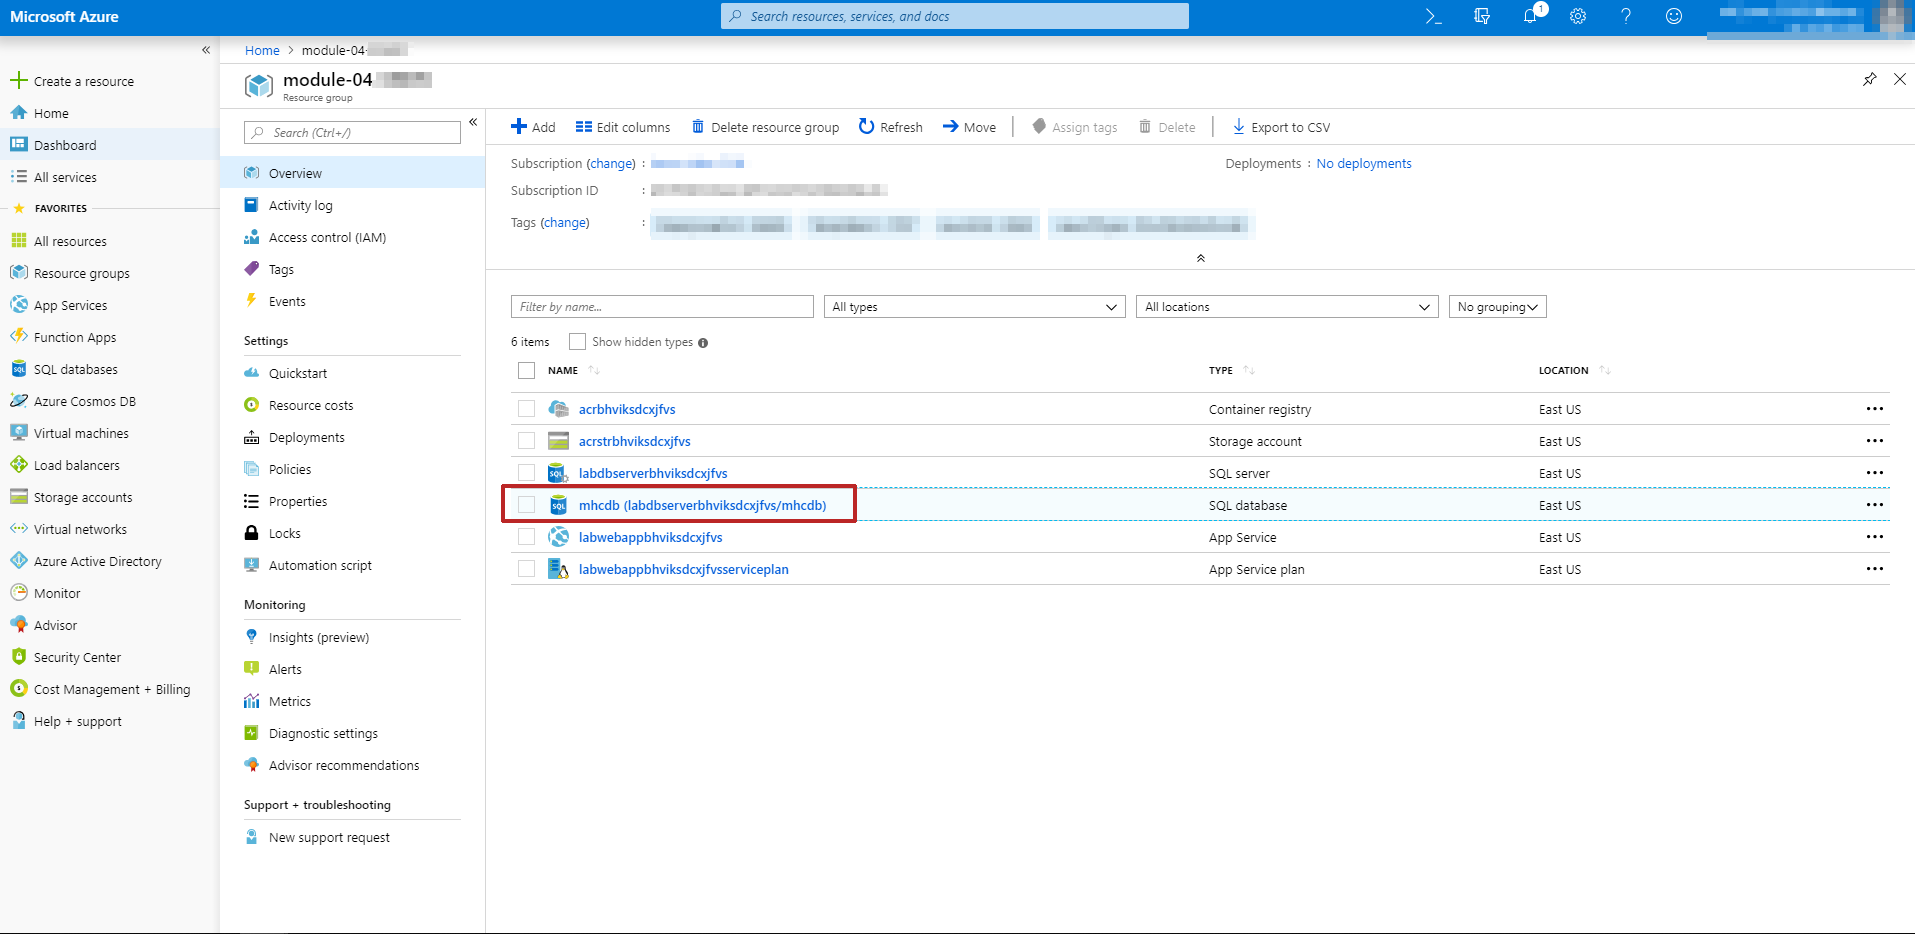 Microsoft Azure
Search resources, services, and docs
1
Home > module-04-
module-04
Resource group
Create a resource
Home
Dashboard
All services
FAVORITES
All resources
Resource groups
App Services
Function Apps
SQL databases
Azure Cosmos DB
Virtual machines
Load balancers
Storage accounts
Virtual networks
Azure Active Directory
Monitor
Advisor
Security Center
Cost Management + Billing
Help + support
Search (Ctrl+/)
Overview
Activity log
Access control (IAM)
Tags
Events
Settings
Quickstart
Resource costs
Deployments
Policies
Properties
Locks
Automation script
Monitoring
Insights (preview)
Alerts
Metrics
Diagnostic settings
Advisor recommendations
Support + troubleshooting
New support request
Add Edit columns Delete resource group Refresh Move Assign tags Delete Export to CSV
Subscription (change) :
Deployments : No deployments
Subscription ID :
Tags (change) :
Filter by name... All types All locations No grouping
6 items Show hidden types
NAME TYPE LOCATION
acrbhviksdcxjfvs Container registry East US
acrstrbhviksdcxjfvs Storage account East US
labdbserverbhviksdcxjfvs SQL server East US
mhcdb (labdbserverbhviksdcxjfvs/mhcdb) SQL database East US
labwebappbhviksdcxjfvs App Service East US
labwebappbhviksdcxjfvsserviceplan App Service plan East US